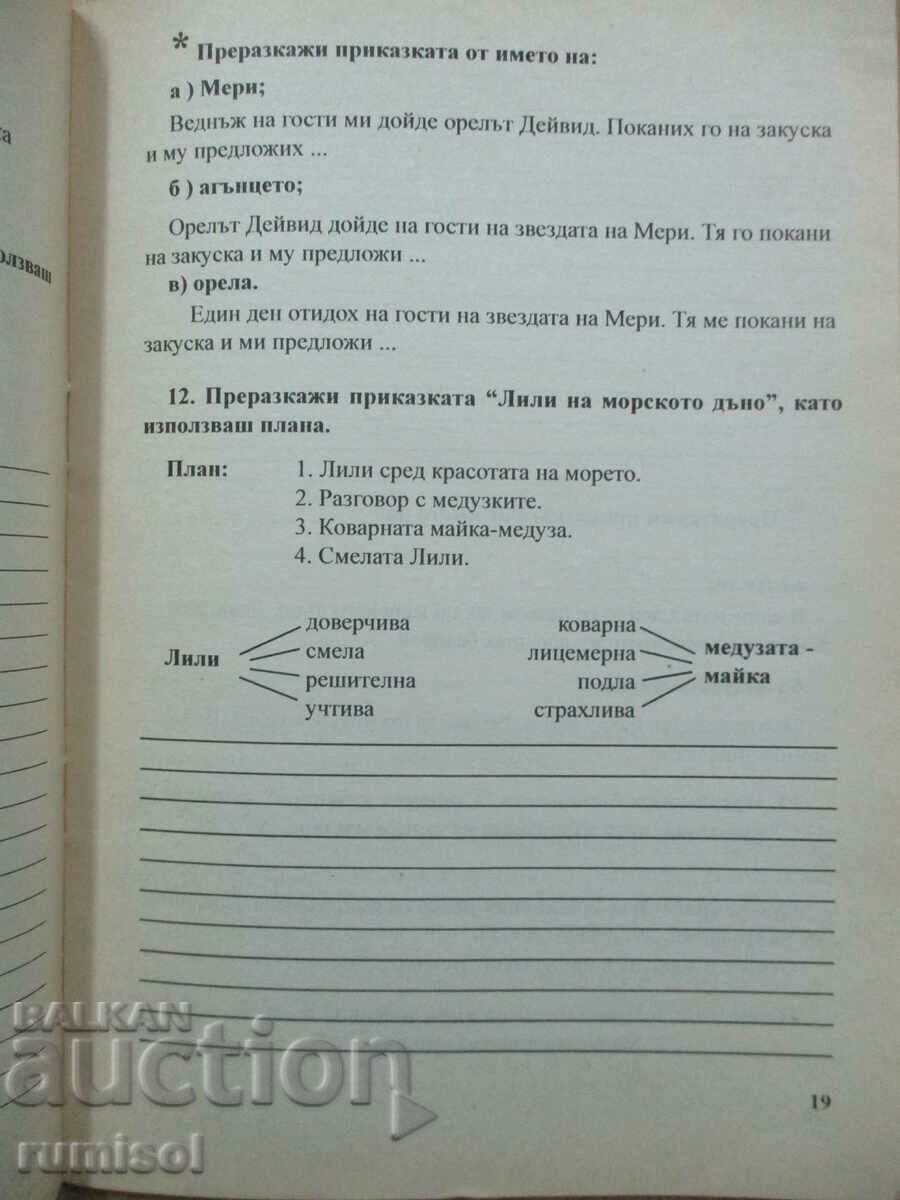 * Преразкажи приказката от името на:
а ) Мери;
Веднъж на гости ми дойде орелът Дейвид. Поканих го на закуска
и му предложих ...
б ) агънцето;
Орелът Дейвид дойде на гости на звездата на Мери. Тя го покани
на закуска и му предложи ...
в) орела.
Един ден отидох на гости на звездата на Мери. Тя ме покани на
закуска и ми предложи ...
12. Преразкажи приказката “Лили на морското дъно”, като
използваш плана.
План: 1. Лили сред красотата на морето.
2. Разговор с медузките.
3. Коварната майка-медуза.
4. Смелата Лили.
Лили
доверчива
смела
решителна
учтива
коварна
лицемерна
подла
страхлива
медузата -
майка
19
BALKAN
auction
rumisol